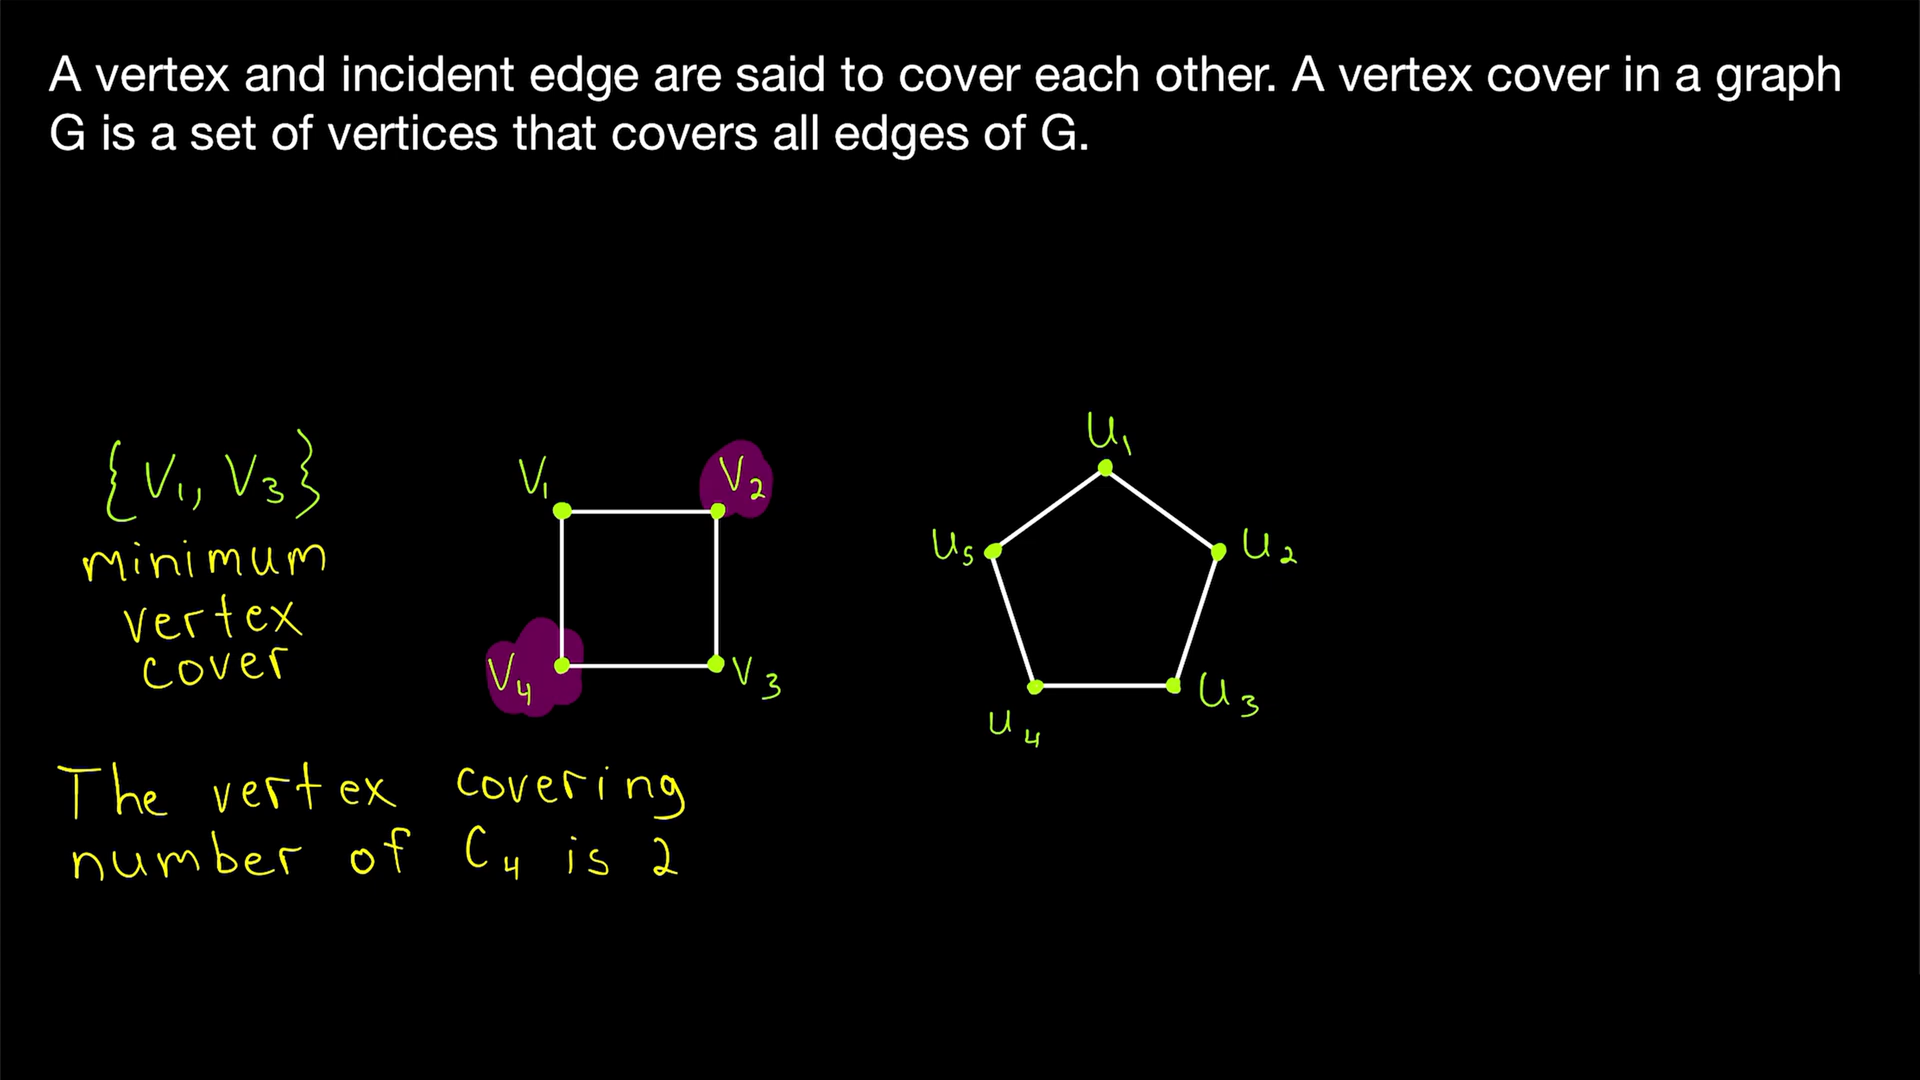 A vertex and incident edge are said to cover each other. A vertex cover in a graph
G is a set of vertices that covers all edges of G.
{V1, V3}
minimum
vertex
cover
V1
V2
V4
V3
U1
U5
U2
U4
U3
The vertex covering
number of C4 is 2